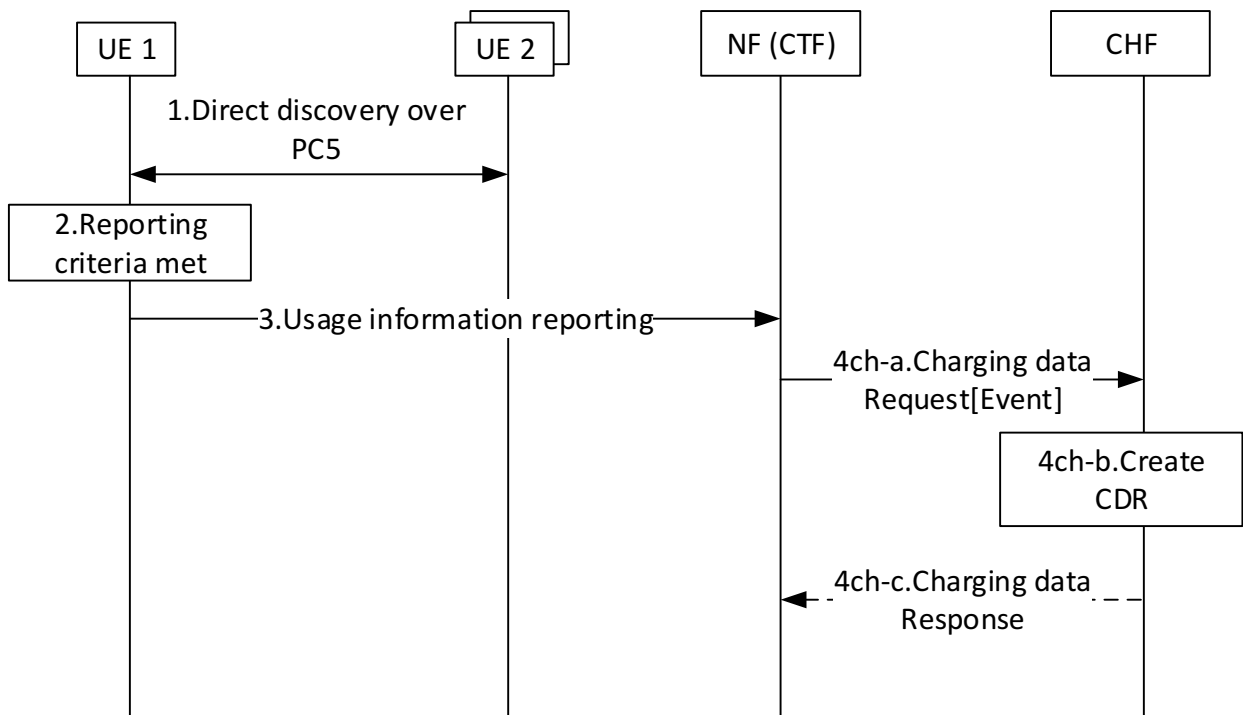 UE 1
UE 2
NF (CTF)
CHF
1.Direct discovery over
PC5
2.Reporting
criteria met
3.Usage information reporting
4ch-a.Charging data
Request[Event]
4ch-b.Create
CDR
4ch-c.Charging data
Response